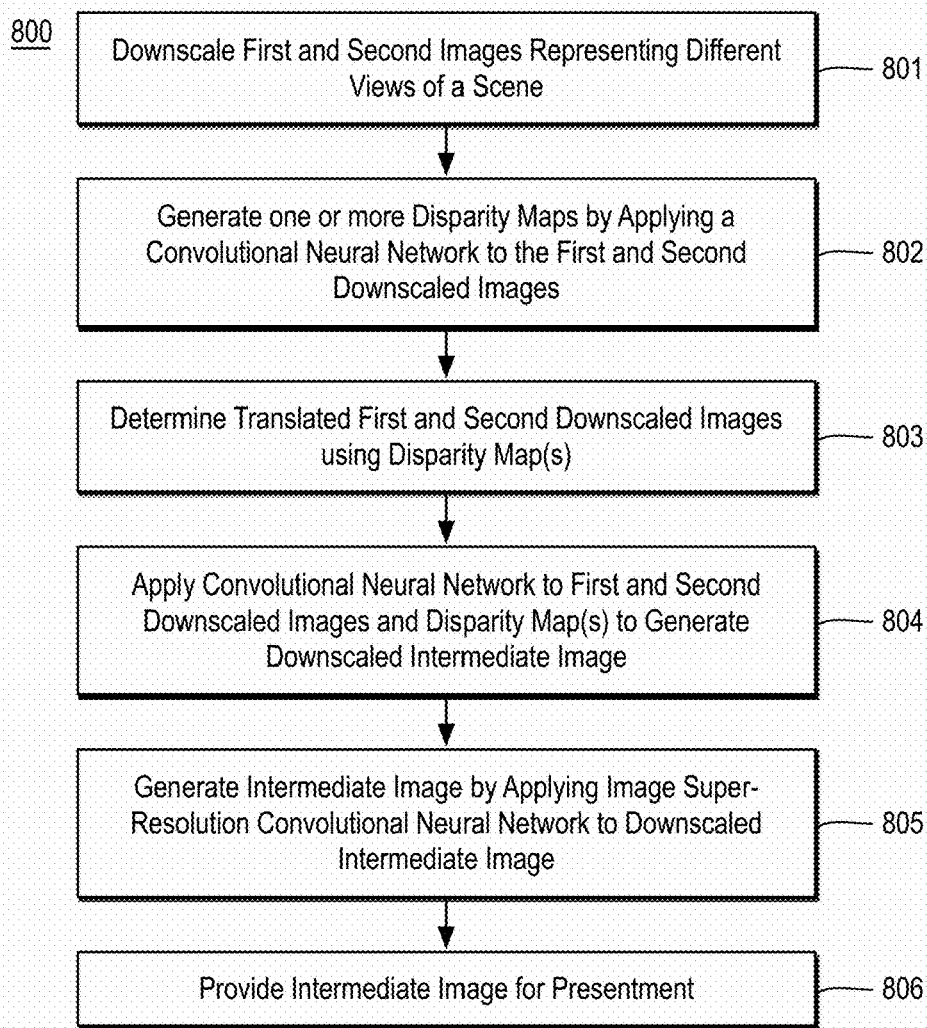 800
Downscale First and Second Images Representing Different
Views of a Scene
801
Generate one or more Disparity Maps by Applying a
Convolutional Neural Network to the First and Second
Downscaled Images
802
Determine Translated First and Second Downscaled Images
using Disparity Map(s)
803
Apply Convolutional Neural Network to First and Second
Downscaled Images and Disparity Map(s) to Generate
Downscaled Intermediate Image
804
Generate Intermediate Image by Applying Image Super-
Resolution Convolutional Neural Network to Downscaled
Intermediate Image
805
Provide Intermediate Image for Presentment
806